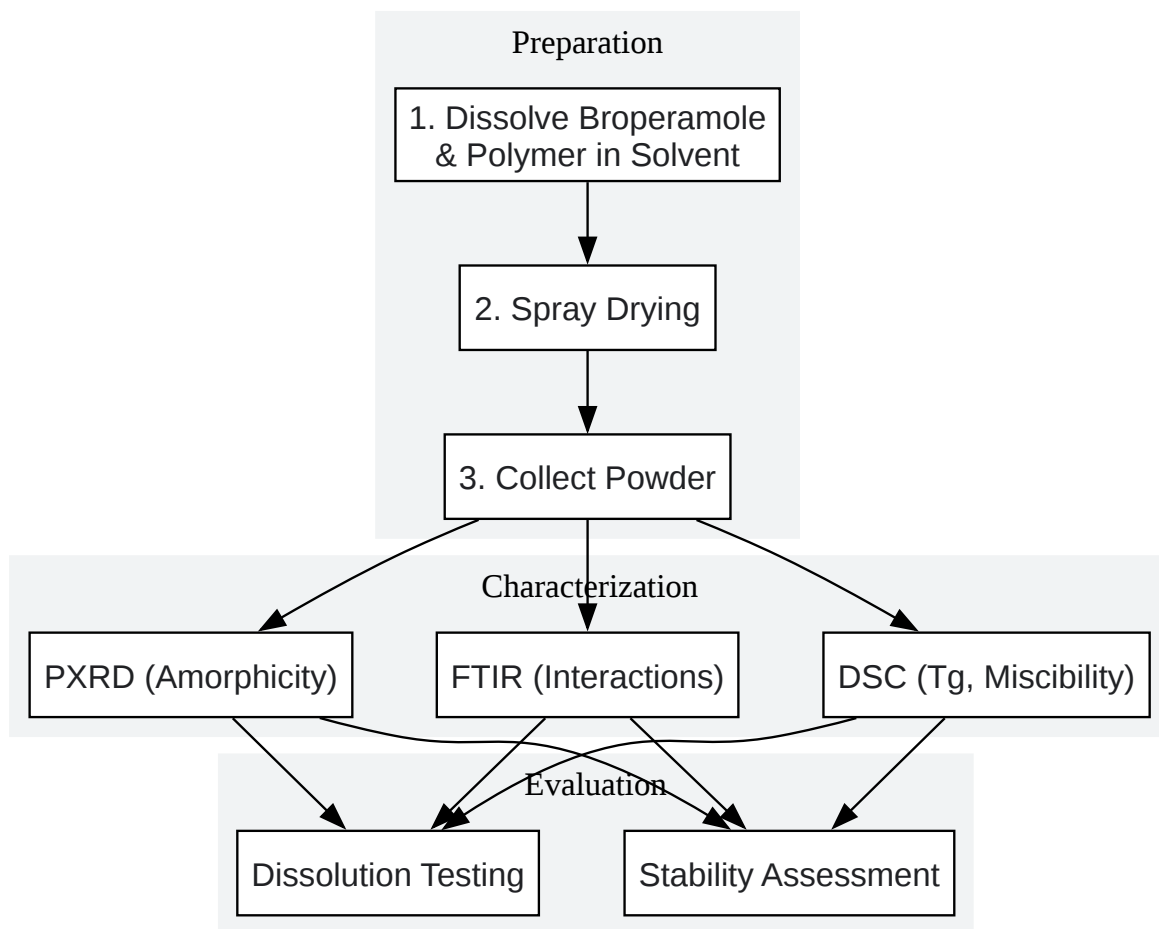 Preparation
1. Dissolve Broperamole
& Polymer in Solvent
2. Spray Drying
3. Collect Powder
Characterization
PXRD (Amorphicity)
FTIR (Interactions)
DSC (Tg, Miscibility)
Evaluation
Dissolution Testing
Stability Assessment